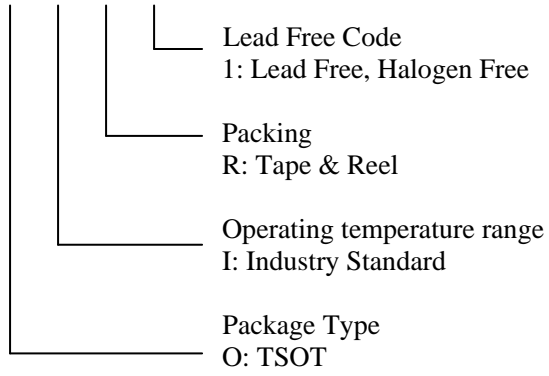 Lead Free Code
1: Lead Free, Halogen Free
Packing
R: Tape & Reel
Operating temperature range
I: Industry Standard
Package Type
O: TSOT